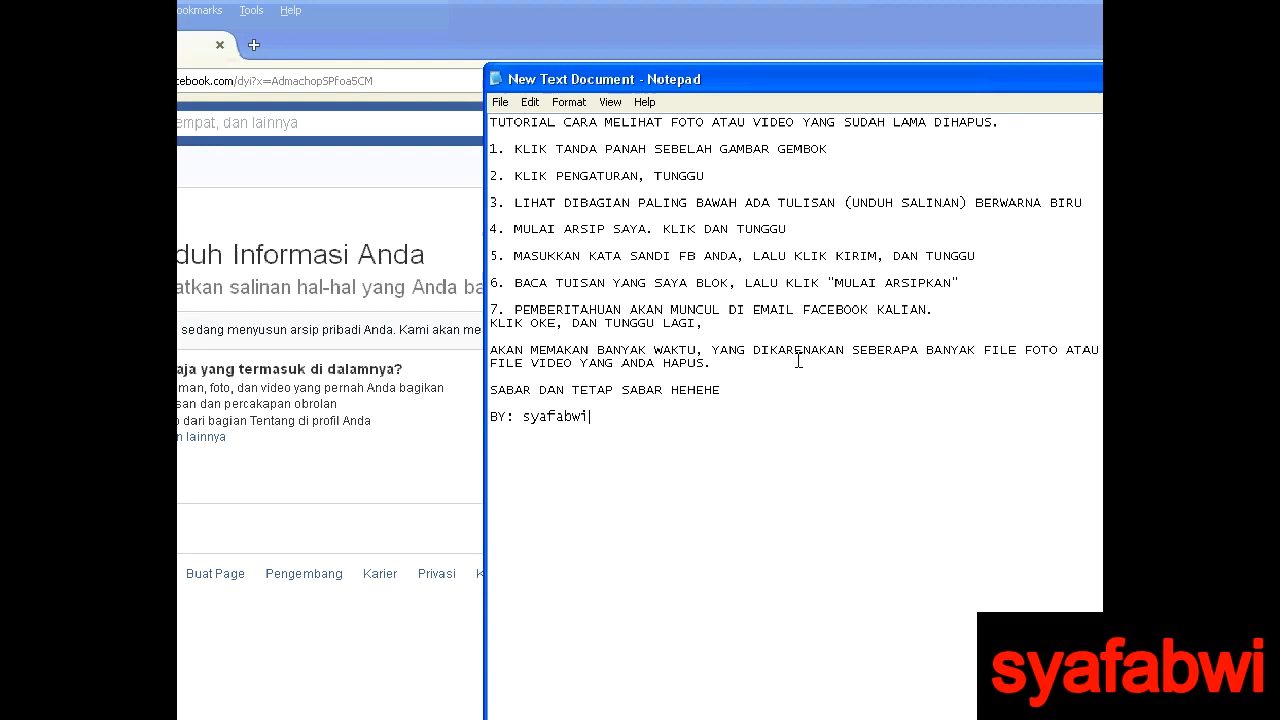 ookmarks Tools Help
tebook.com/dyi?x=AdmachopSPfoa5CM
empat, dan lainnya
duh Informasi Anda
atkan salinan hal-hal yang Anda ba
sedang menyusun arsip pribadi Anda. Kami akan me
aja yang termasuk di dalamnya?
man, foto, dan video yang pernah Anda bagikan
san dan percakapan obrolan
o dari bagian Tentang di profil Anda
n lainnya
Buat Page Pengembang Karier Privasi K
New Text Document - Notepad
File Edit Format View Help
TUTORIAL CARA MELIHAT FOTO ATAU VIDEO YANG SUDAH LAMA DIHAPUS.
1. KLIK TANDA PANAH SEBELAH GAMBAR GEMBOK
2. KLIK PENGATURAN, TUNGGU
3. LIHAT DIBAGIAN PALING BAWAH ADA TULISAN (UNDUH SALINAN) BERWARNA BIRU
4. MULAI ARSIP SAYA. KLIK DAN TUNGGU
5. MASUKKAN KATA SANDI FB ANDA, LALU KLIK KIRIM, DAN TUNGGU
6. BACA TUISAN YANG SAYA BLOK, LALU KLIK "MULAI ARSIPKAN"
7. PEMBERITAHUAN AKAN MUNCUL DI EMAIL FACEBOOK KALIAN.
KLIK OKE, DAN TUNGGU LAGI,
AKAN MEMAKAN BANYAK WAKTU, YANG DIKARENAKAN SEBERAPA BANYAK FILE FOTO ATAU
FILE VIDEO YANG ANDA HAPUS.
SABAR DAN TETAP SABAR HEHEHE
BY: syafabwi
syafabwi